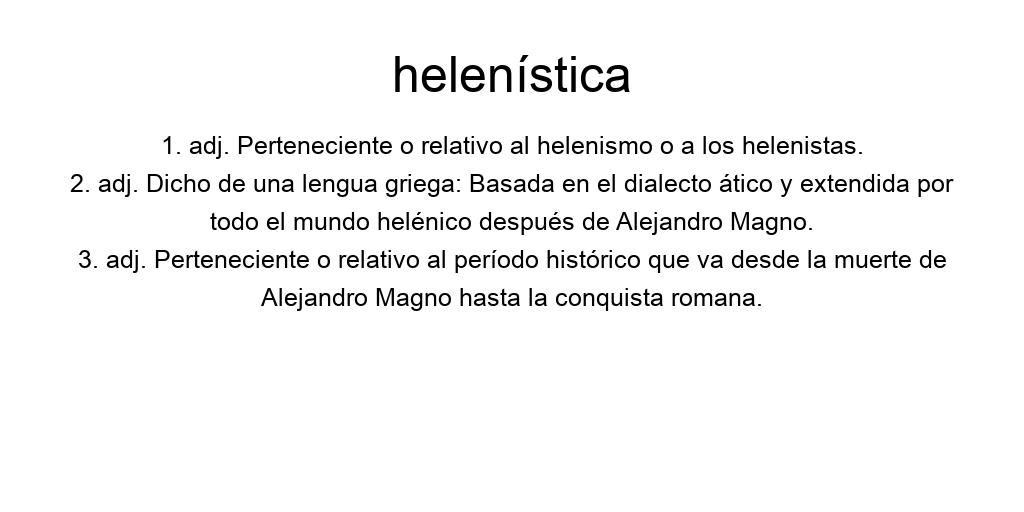 helenística
1. adj. Perteneciente o relativo al helenismo o a los helenistas.
2. adj. Dicho de una lengua griega: Basada en el dialecto ático y extendida por
todo el mundo helénico después de Alejandro Magno.
3. adj. Perteneciente o relativo al período histórico que va desde la muerte de
Alejandro Magno hasta la conquista romana.